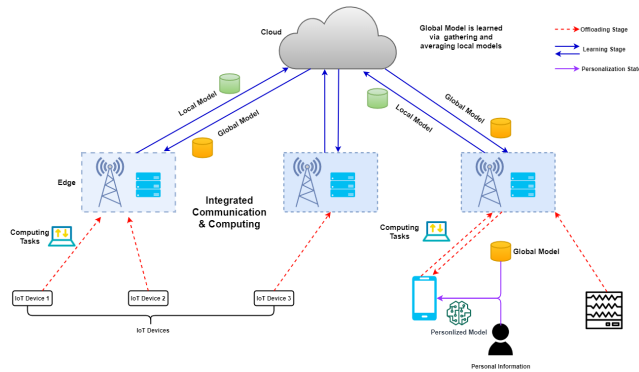 Cloud
Global Model is learned
via gathering and
averaging local models
Offloading Stage
Learning Stage
Personalization State
Local Model
Global Model
Local Model
Global Model
Edge
Integrated
Communication
& Computing
Computing
Tasks
Computing
Tasks
Global Model
IoT Device 1
IoT Device 2
IoT Device 3
IoT Devices
Personlized Model
Personal Information